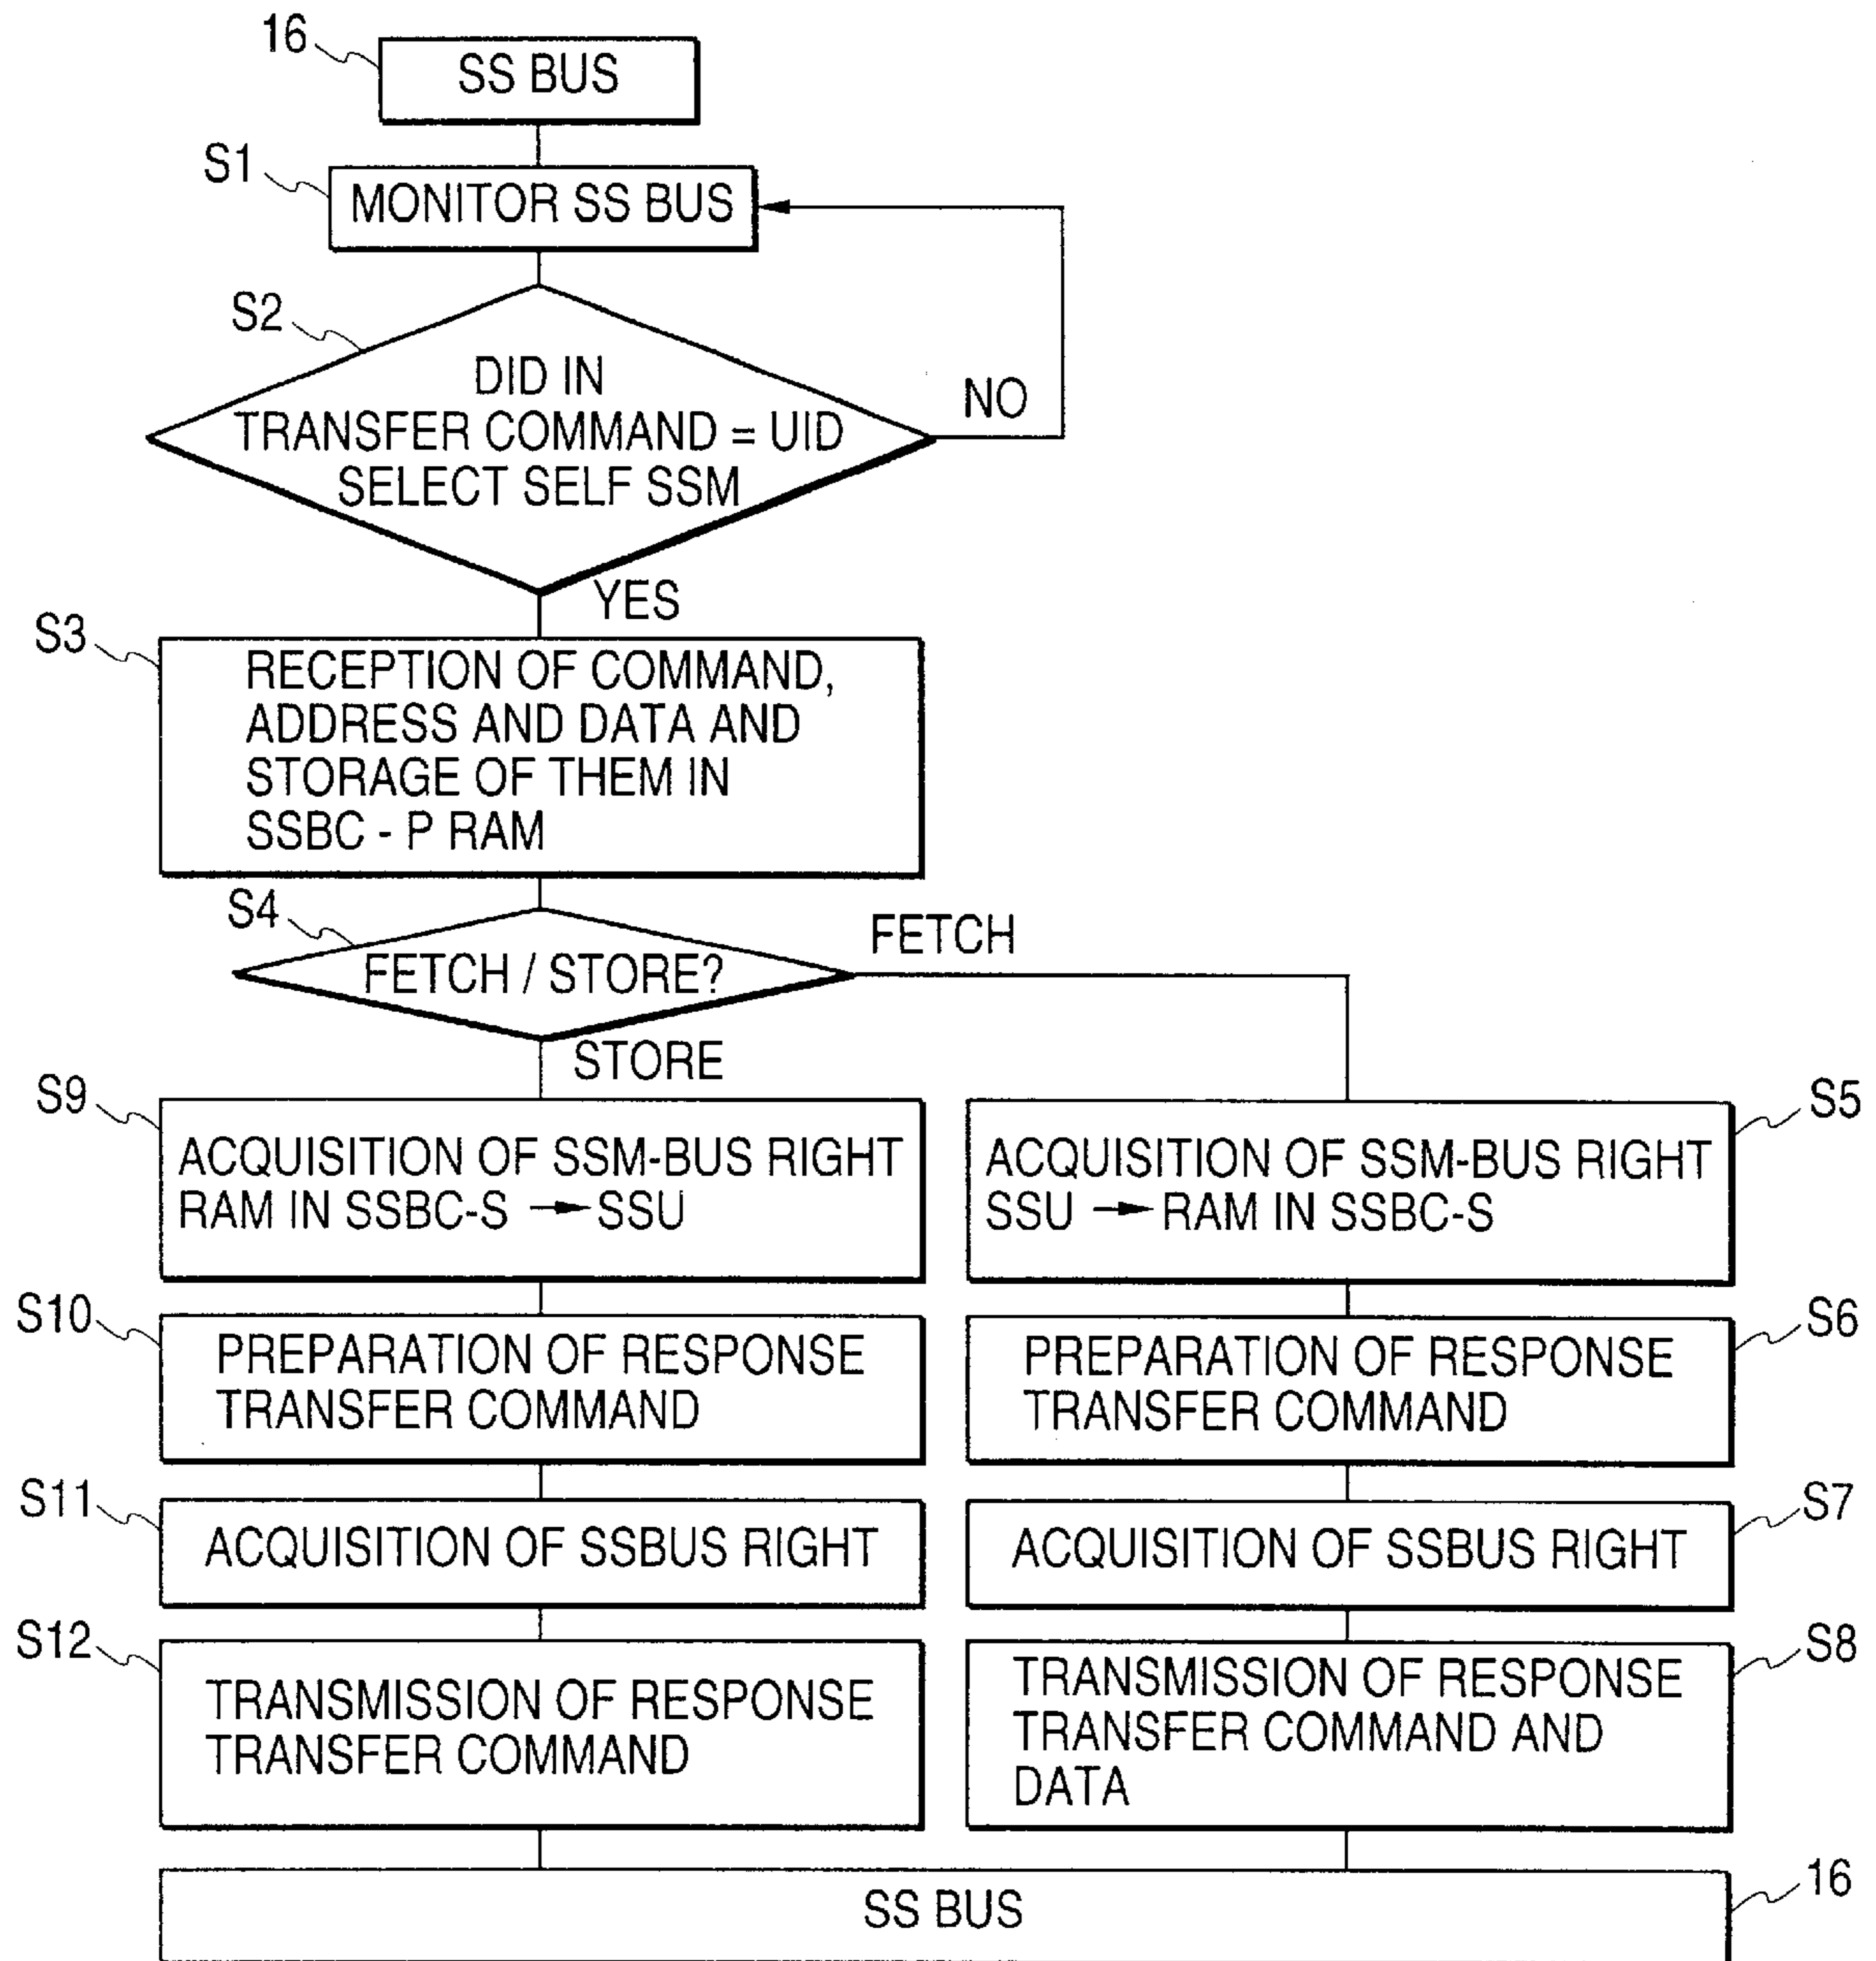 16
SS BUS
S1
MONITOR SS BUS
S2
DID IN
TRANSFER COMMAND = UID
SELECT SELF SSM
NO
YES
S3
RECEPTION OF COMMAND,
ADDRESS AND DATA AND
STORAGE OF THEM IN
SSBC - P RAM
S4
FETCH / STORE?
FETCH
STORE
S9
ACQUISITION OF SSM-BUS RIGHT
RAM IN SSBC-S → SSU
S5
ACQUISITION OF SSM-BUS RIGHT
SSU → RAM IN SSBC-S
S10
PREPARATION OF RESPONSE
TRANSFER COMMAND
S6
PREPARATION OF RESPONSE
TRANSFER COMMAND
S11
ACQUISITION OF SSBUS RIGHT
S7
ACQUISITION OF SSBUS RIGHT
S12
TRANSMISSION OF RESPONSE
TRANSFER COMMAND
S8
TRANSMISSION OF RESPONSE
TRANSFER COMMAND AND
DATA
SS BUS
16